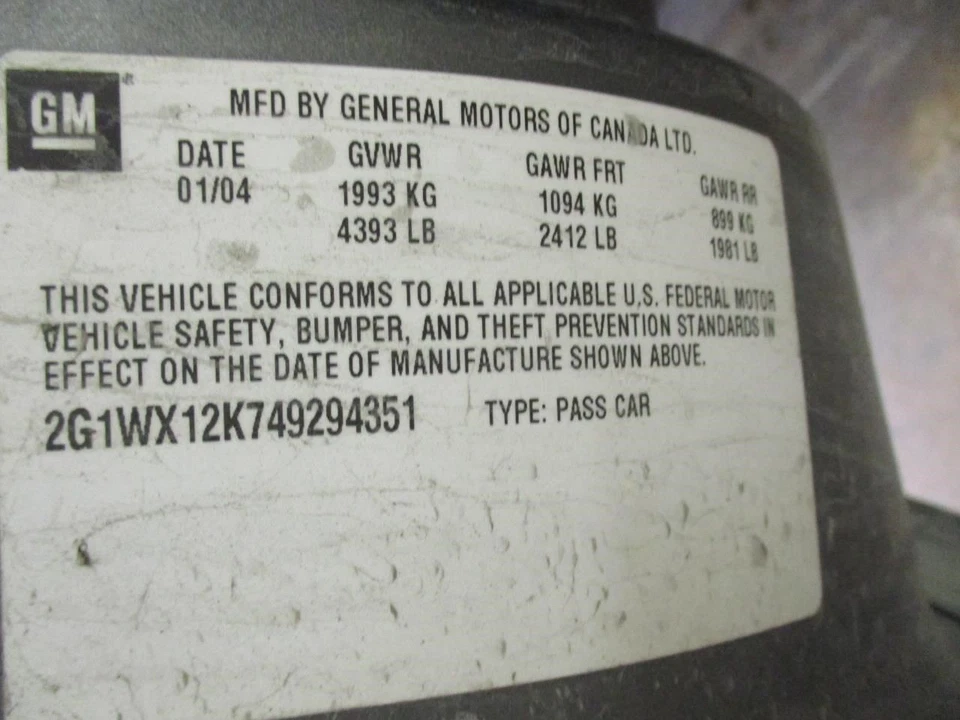 GM ®
MFD BY GENERAL MOTORS OF CANADA LTD.
DATE GVWR GAWR FRT GAWR RR
01/04 1993 KG 1094 KG 899 KG
4393 LB 2412 LB 1981 LB
THIS VEHICLE CONFORMS TO ALL APPLICABLE U.S. FEDERAL MOTOR
VEHICLE SAFETY, BUMPER, AND THEFT PREVENTION STANDARDS IN
EFFECT ON THE DATE OF MANUFACTURE SHOWN ABOVE.
2G1WX12K749294351 TYPE: PASS CAR